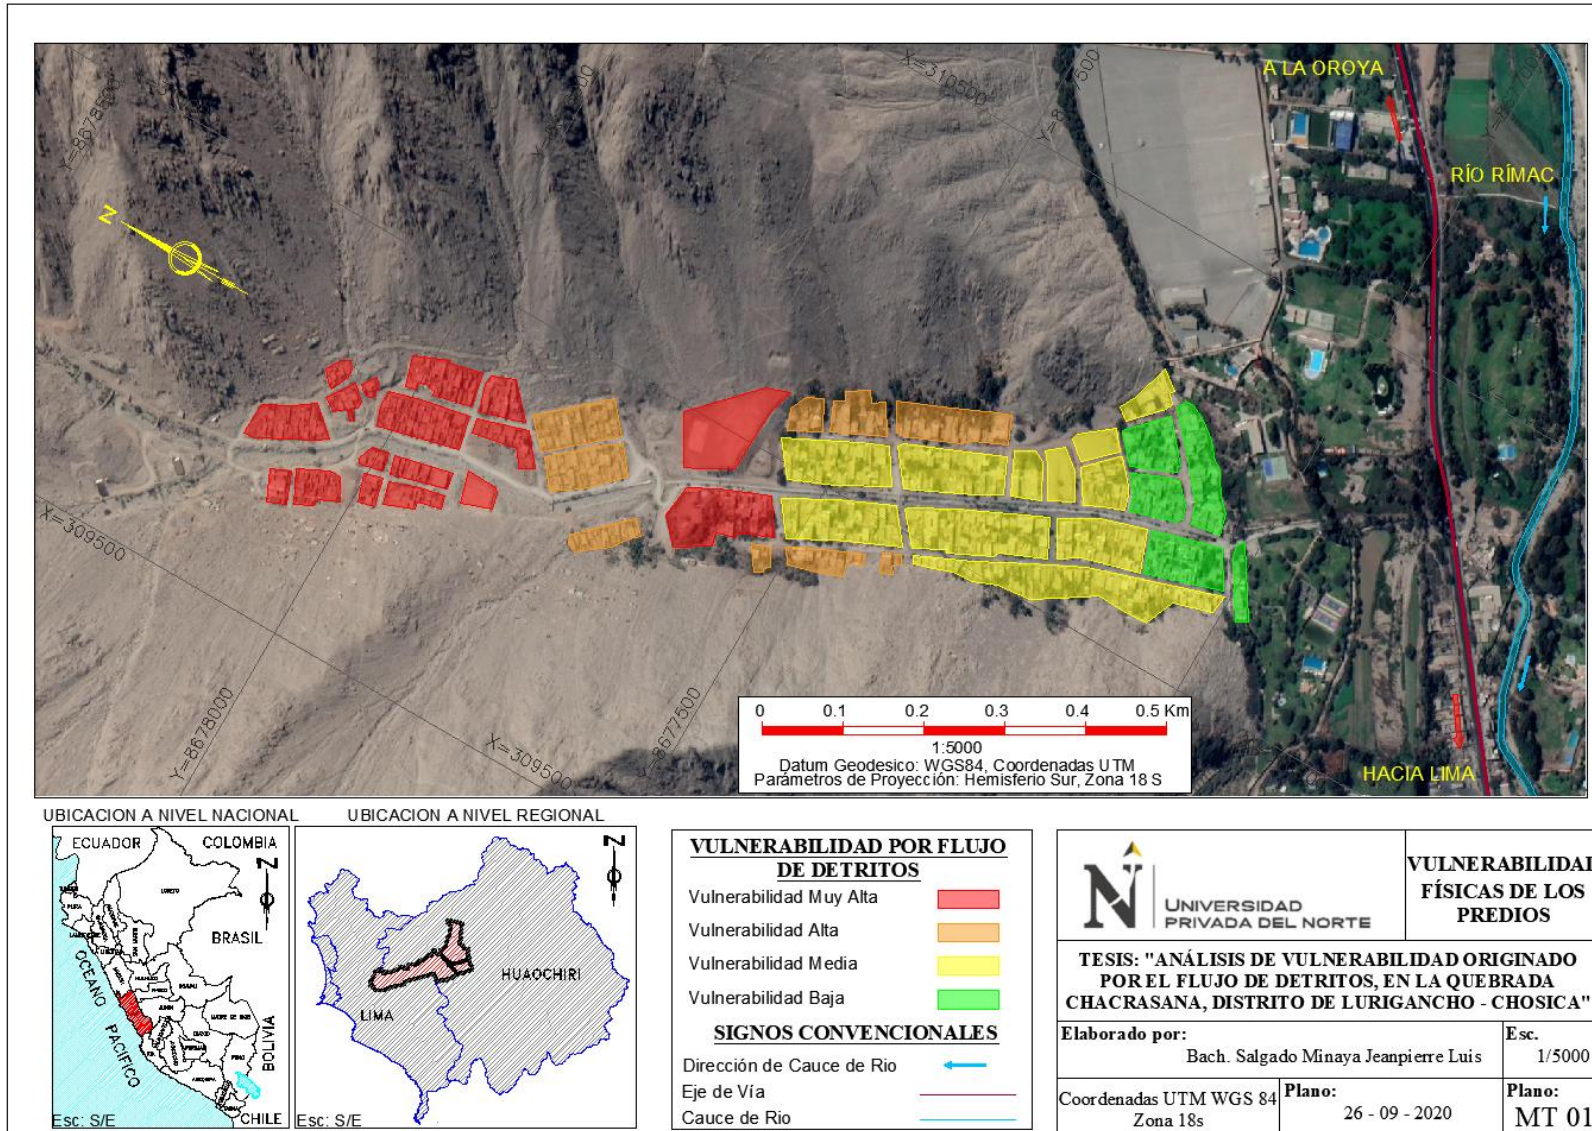 A LA OROYA
RÍO RÍMAC
N
X=310500
Y=8678500
X=309500
Y=8678000
X=309500
HACIA LIMA
0 0.1 0.2 0.3 0.4 0.5 Km
1:5000
Datum Geodesico: WGS84, Coordenadas UTM
Parámetros de Proyección: Hemisferio Sur, Zona 18 S
UBICACION A NIVEL NACIONAL
ECUADOR
COLOMBIA
N
LORETO
PIURA
BRASIL
OCEANO
PACIFICO
BOLIVIA
PUNO
CHILE
Esc: S/E
UBICACION A NIVEL REGIONAL
N
HUAOCHIRI
LIMA
Esc: S/E
VULNERABILIDAD POR FLUJO
DE DETRITOS
Vulnerabilidad Muy Alta
Vulnerabilidad Alta
Vulnerabilidad Media
Vulnerabilidad Baja
SIGNOS CONVENCIONALES
Dirección de Cauce de Rio
Eje de Vía
Cauce de Rio
N
UNIVERSIDAD
PRIVADA DEL NORTE
VULNERABILIDAD
FÍSICAS DE LOS
PREDIOS
TESIS: "ANÁLISIS DE VULNERABILIDAD ORIGINADO
POR EL FLUJO DE DETRITOS, EN LA QUEBRADA
CHACRASANA, DISTRITO DE LURIGANCHO - CHOSICA"
Elaborado por:
Bach. Salgado Minaya Jeanpierre Luis
Esc.
1/5000
Coordenadas UTM WGS 84
Zona 18s
Plano:
26 - 09 - 2020
Plano:
MT 01